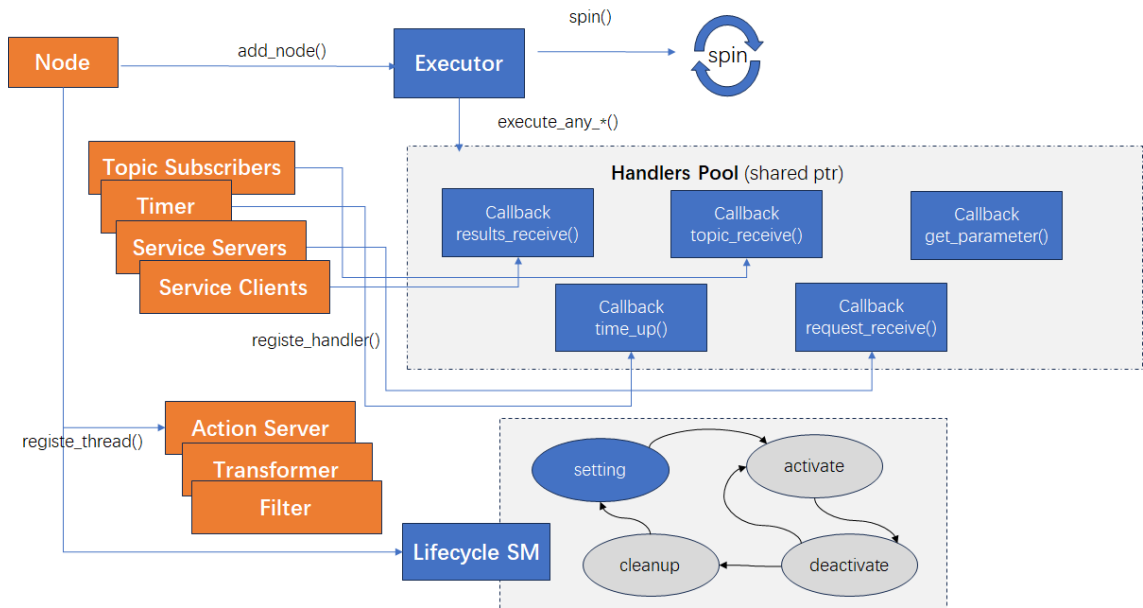 spin()
Node
add_node()
Executor
spin
execute_any_*()
Topic Subscribers
Timer
Service Servers
Service Clients
Handlers Pool (shared ptr)
Callback
results_receive()
Callback
topic_receive()
Callback
get_parameter()
Callback
time_up()
Callback
request_receive()
registe_handler()
registe_thread()
Action Server
Transformer
Filter
Lifecycle SM
setting
activate
cleanup
deactivate